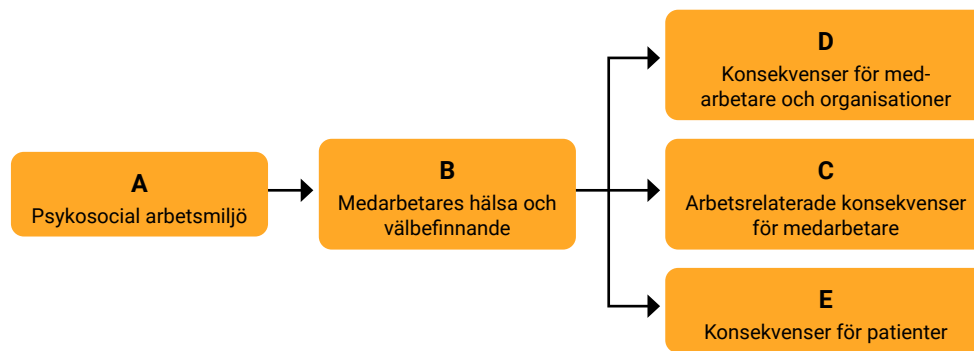 A
Psykosocial arbetsmiljö
B
Medarbetares hälsa och
välbefinnande
D
Konsekvenser för med-
arbetare och organisationer
C
Arbetsrelaterade konsekvenser
för medarbetare
E
Konsekvenser för patienter